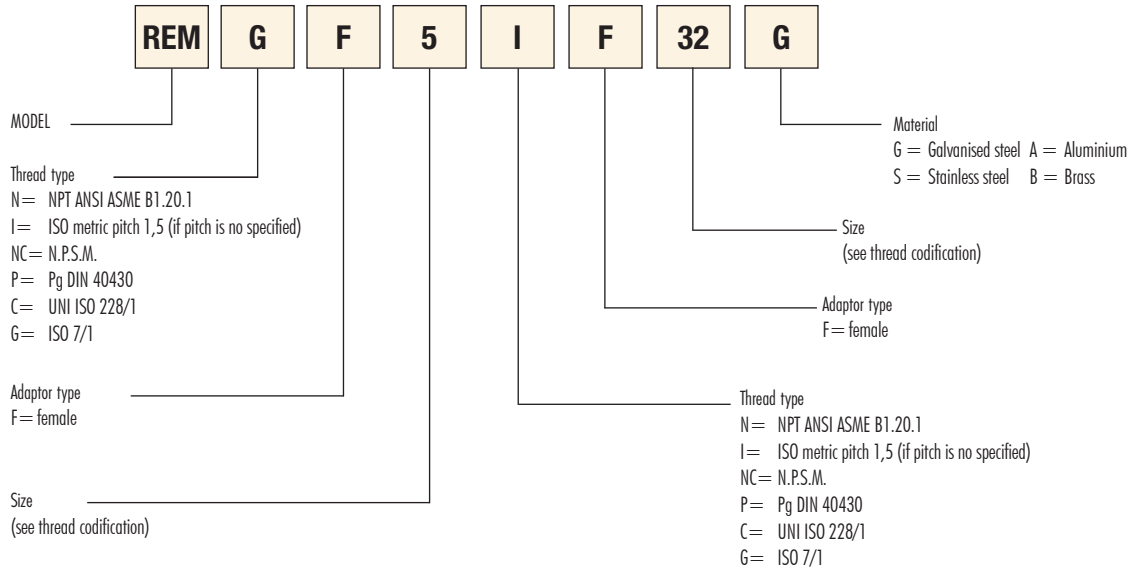 REM G F 5 I F 32 G
MODEL
Thread type
N= NPT ANSI ASME B1.20.1
I= ISO metric pitch 1,5 (if pitch is no specified)
NC= N.P.S.M.
P= Pg DIN 40430
C= UNI ISO 228/1
G= ISO 7/1
Adaptor type
F= female
Size
(see thread codification)
Material
G = Galvanised steel A = Aluminium
S = Stainless steel B = Brass
Size
(see thread codification)
Adaptor type
F= female
Thread type
N= NPT ANSI ASME B1.20.1
I= ISO metric pitch 1,5 (if pitch is no specified)
NC= N.P.S.M.
P= Pg DIN 40430
C= UNI ISO 228/1
G= ISO 7/1